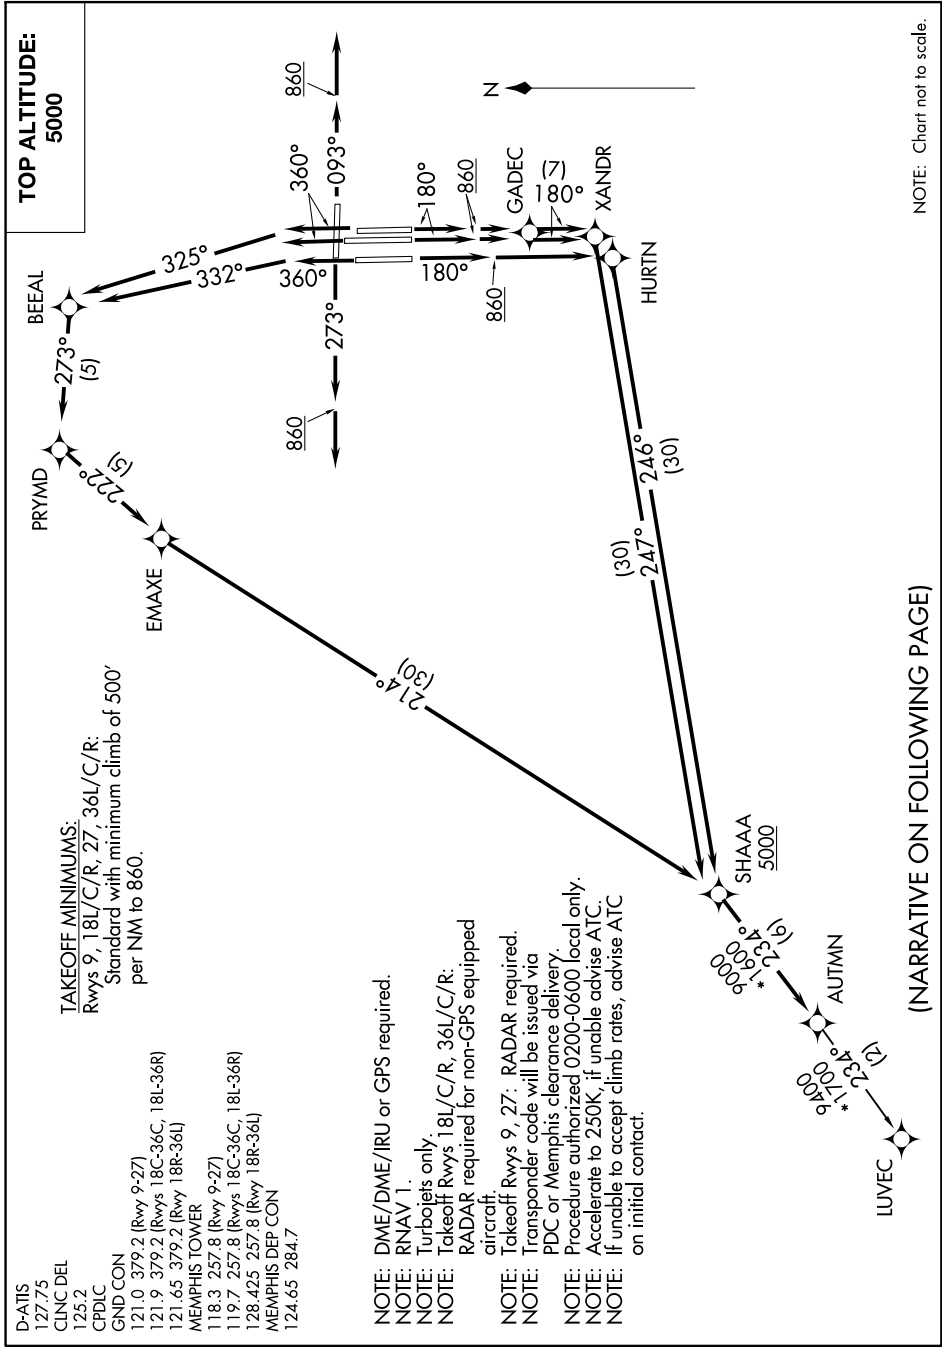 D-ATIS
127.75
CLNC DEL
125.2
CPDLC
GND CON
121.0 379.2 (Rwy 9-27)
121.9 379.2 (Rwys 18C-36C, 18L-36R)
121.65 379.2 (Rwy 18R-36L)
MEMPHIS TOWER
118.3 257.8 (Rwy 9-27)
119.7 257.8 (Rwys 18C-36C, 18L-36R)
128.425 257.8 (Rwy 18R-36L)
MEMPHIS DEP CON
124.65 284.7
TAKEOFF MINIMUMS:
Rwys 9, 18L/C/R, 27, 36L/C/R:
Standard with minimum climb of 500'
per NM to 860.
TOP ALTITUDE:
5000
NOTE: DME/DME/IRU or GPS required.
NOTE: RNAV 1.
NOTE: Turbojets only.
NOTE: Takeoff Rwys 18L/C/R, 36L/C/R:
RADAR required for non-GPS equipped
aircraft.
NOTE: Takeoff Rwys 9, 27: RADAR required.
NOTE: Transponder code will be issued via
PDC or Memphis clearance delivery.
NOTE: Procedure authorized 0200-0600 local only.
NOTE: Accelerate to 250K, if unable advise ATC.
NOTE: If unable to accept climb rates, advise ATC
on initial contact.
PRYMD
273°
(5)
BEEAL
222°
(5)
EMAXE
325°
332°
360°
360°
860
093°
273°
860
180°
860
180°
860
GADEC
(7)
180°
XANDR
HURTN
N
214°
(30)
246°
(30)
(30)
247°
SHAAA
5000
9000
*1600
234°
(6)
AUTMN
9400
*1700
234°
(2)
LUVEC
(NARRATIVE ON FOLLOWING PAGE)
NOTE: Chart not to scale.